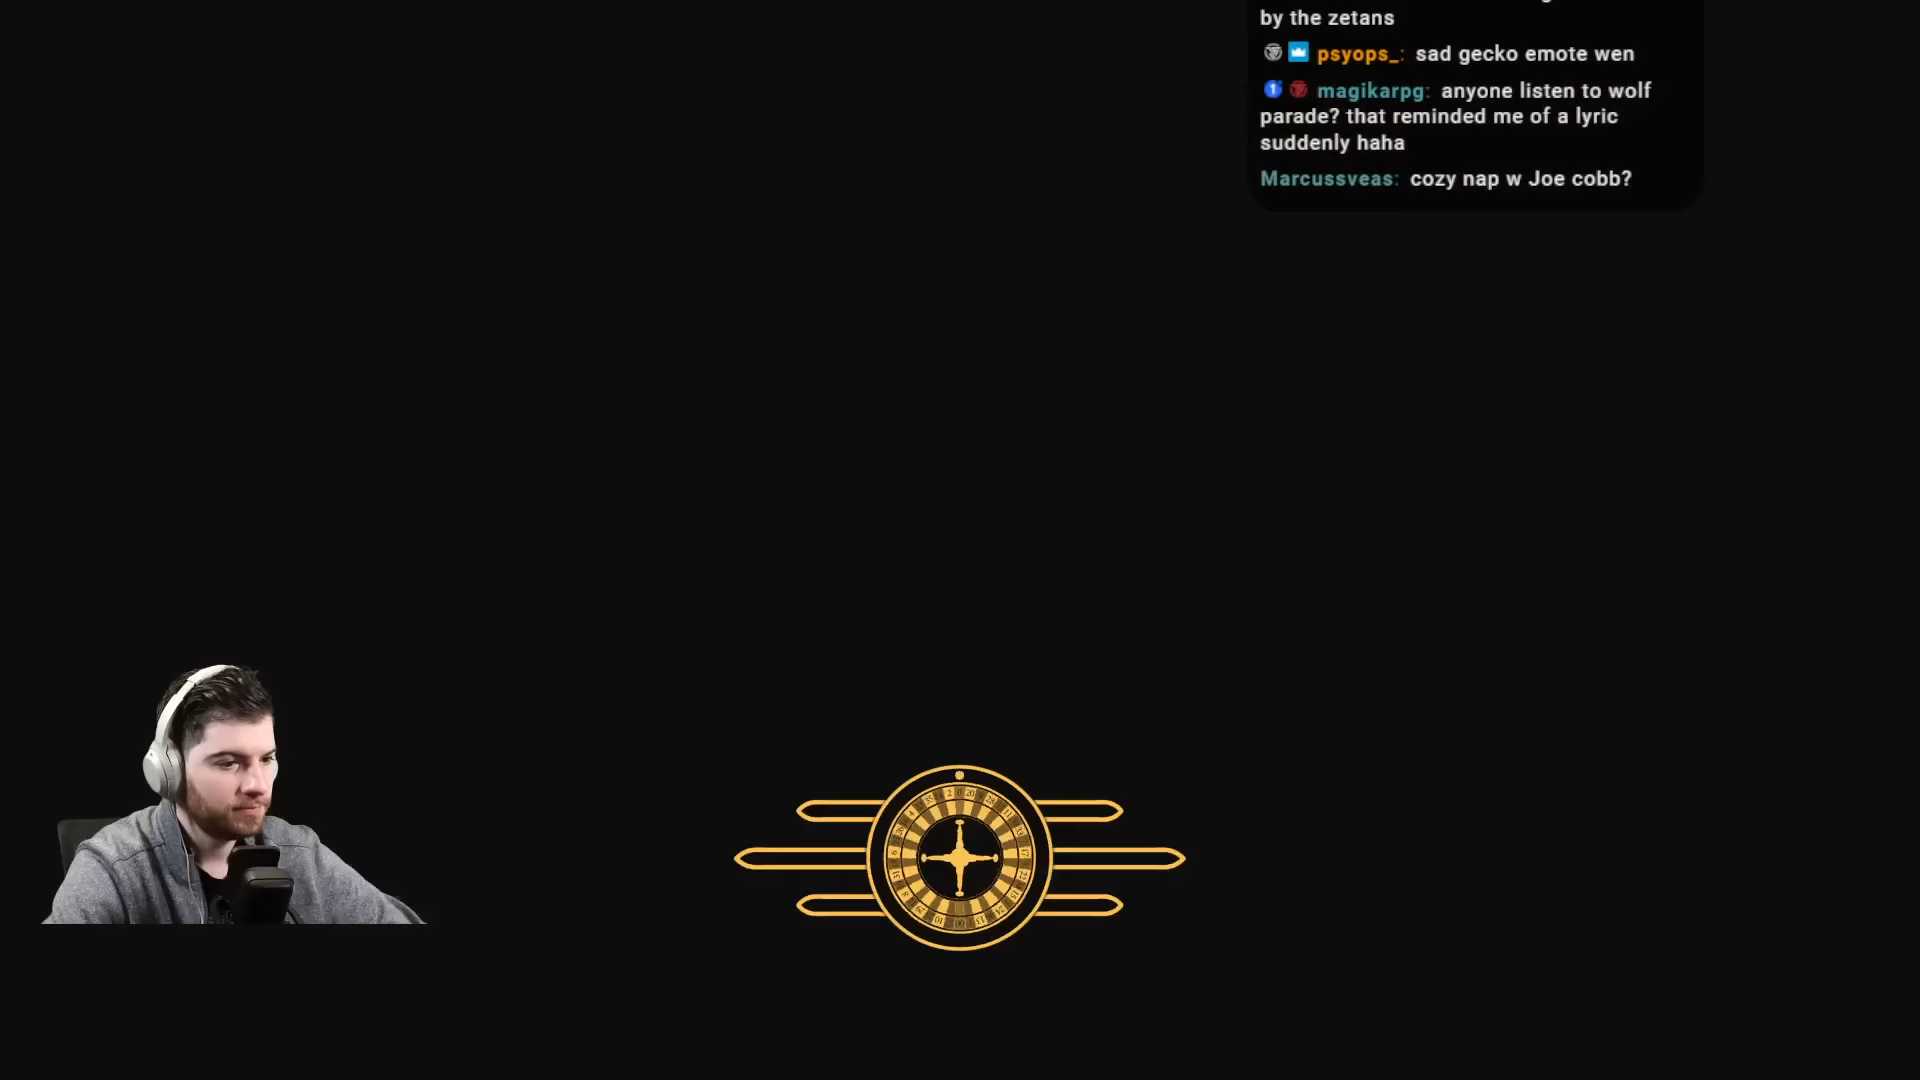 by the zetans
psyops_: sad gecko emote wen
magikarpg: anyone listen to wolf
parade? that reminded me of a lyric
suddenly haha
Marcussveas: cozy nap w Joe cobb?